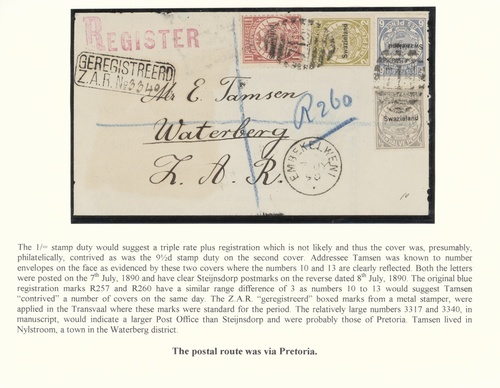 REGISTER
GEREGISTREERD
Z.A.R. No 3340
Mr E. Tamsen
Waterberg
Z. A. R.
R260
EMBEKELWENI
90
Swazieland
Swazieland
Swazieland
10
The 1/= stamp duty would suggest a triple rate plus registration which is not likely and thus the cover was, presumably,
philatelically, contrived as was the 9½d stamp duty on the second cover. Addressee Tamsen was known to number
envelopes on the face as evidenced by these two covers where the numbers 10 and 13 are clearly reflected. Both the letters
were posted on the 7th July, 1890 and have clear Steijnsdorp postmarks on the reverse dated 8th July, 1890. The original blue
registration marks R257 and R260 have a similar range difference of 3 as numbers 10 to 13 would suggest Tamsen
"contrived" a number of covers on the same day. The Z.A.R. "geregistreerd" boxed marks from a metal stamper, were
applied in the Transvaal where these marks were standard for the period. The relatively large numbers 3317 and 3340, in
manuscript, would indicate a larger Post Office than Steijnsdorp and were probably those of Pretoria. Tamsen lived in
Nylstroom, a town in the Waterberg district.
The postal route was via Pretoria.